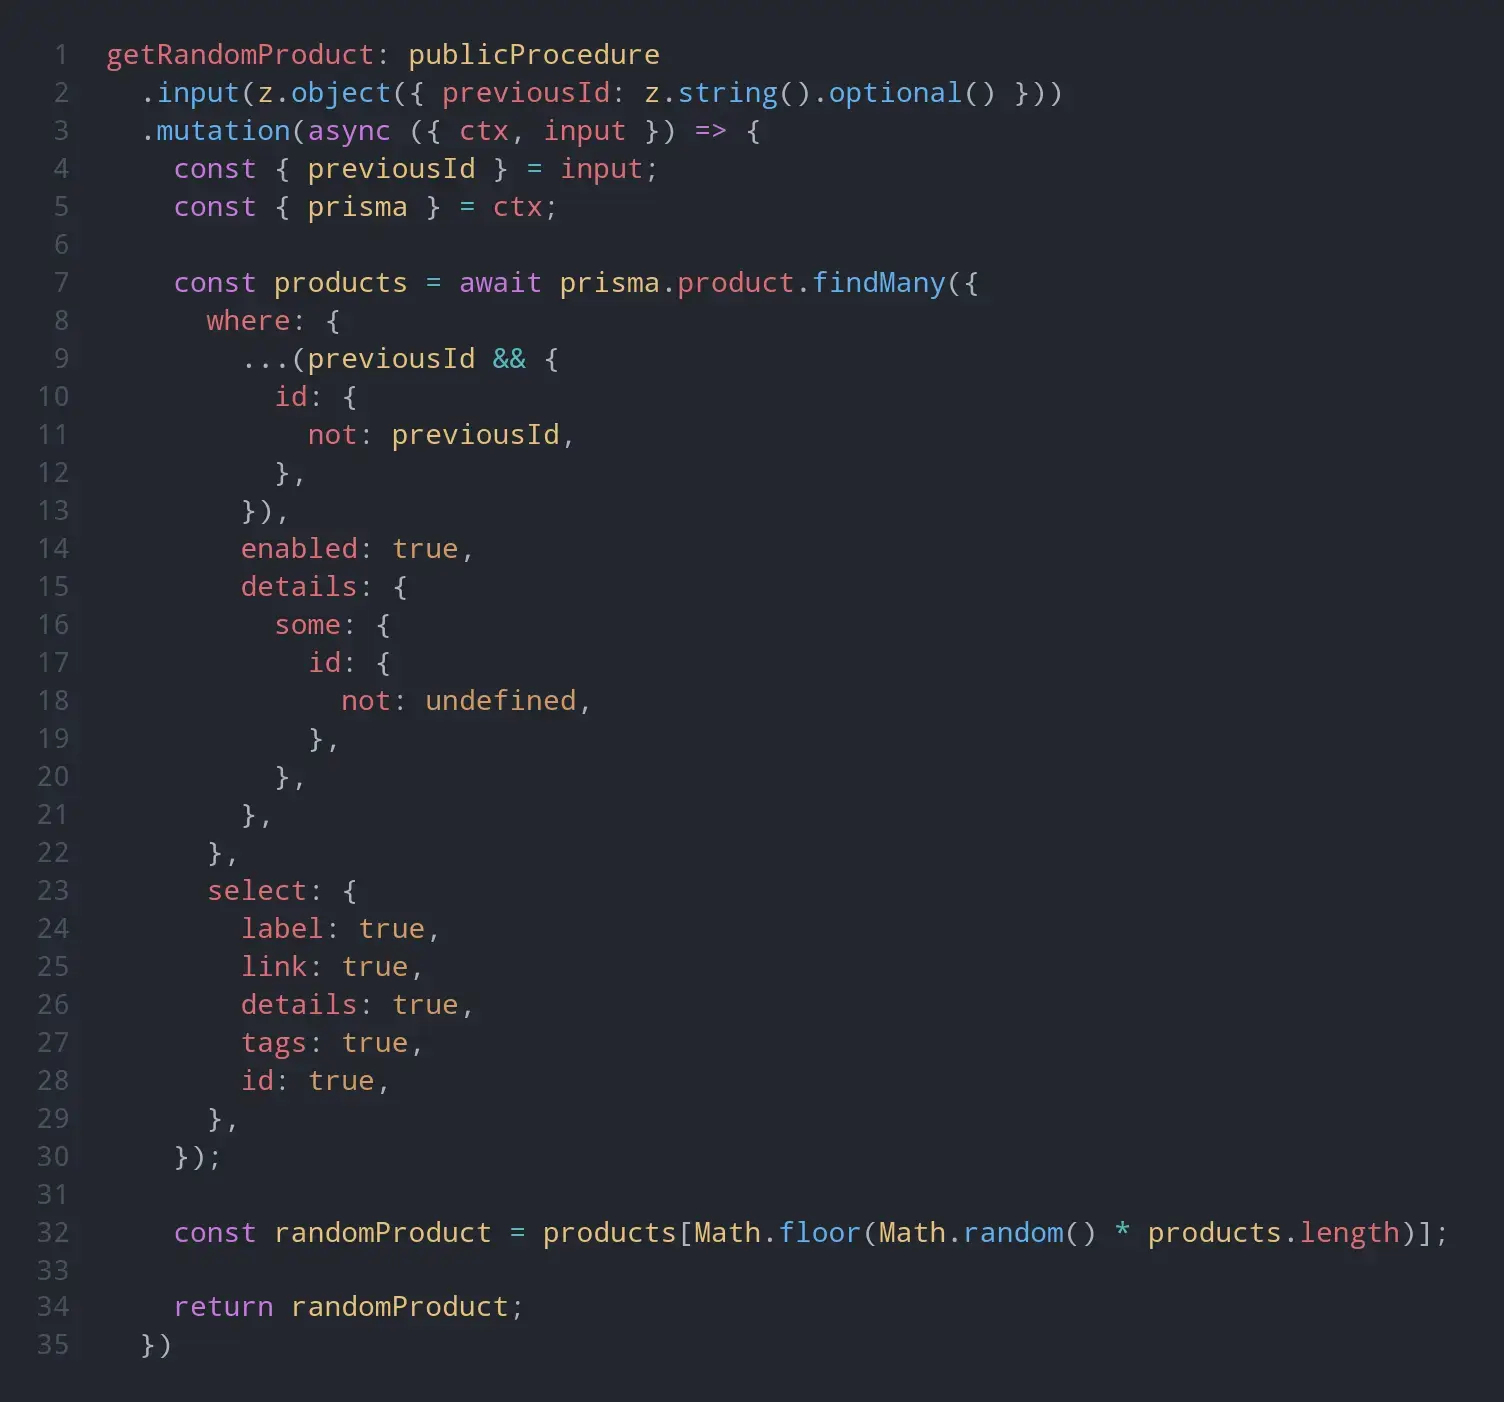 1 getRandomProduct: publicProcedure
2 .input(z.object({ previousId: z.string().optional() }))
3 .mutation(async ({ ctx, input }) => {
4 const { previousId } = input;
5 const { prisma } = ctx;
6
7 const products = await prisma.product.findMany({
8 where: {
9 ...(previousId && {
10 id: {
11 not: previousId,
12 },
13 }),
14 enabled: true,
15 details: {
16 some: {
17 id: {
18 not: undefined,
19 },
20 },
21 },
22 },
23 select: {
24 label: true,
25 link: true,
26 details: true,
27 tags: true,
28 id: true,
29 },
30 });
31
32 const randomProduct = products[Math.floor(Math.random() * products.length)];
33
34 return randomProduct;
35 })